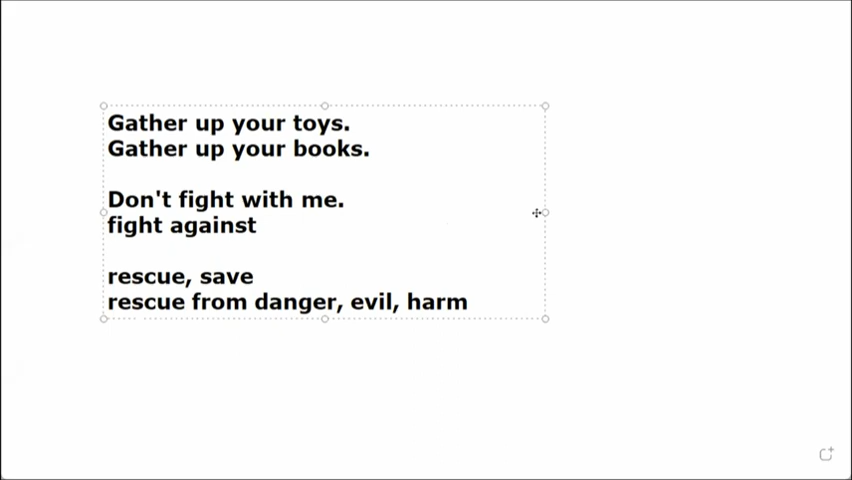 Gather up your toys.
Gather up your books.
Don't fight with me.
fight against
rescue, save
rescue from danger, evil, harm